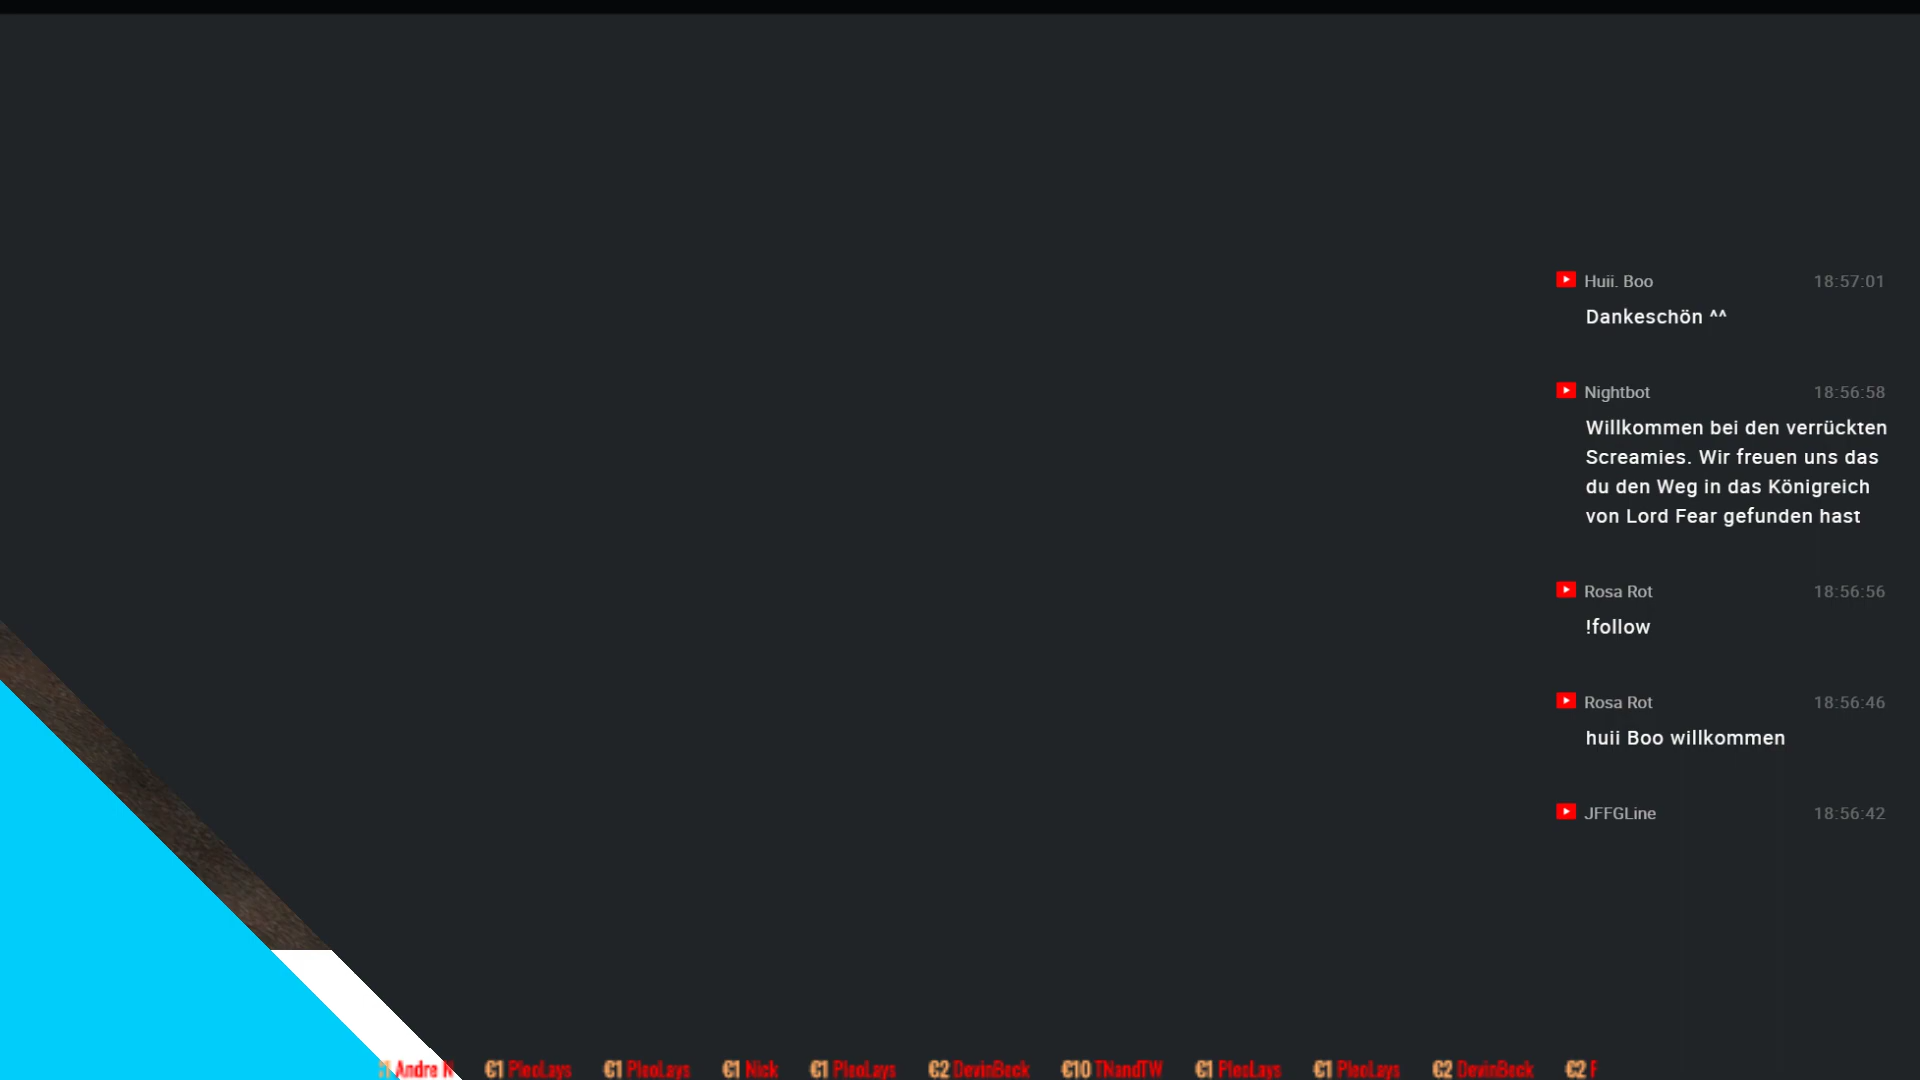 Huii. Boo 18:57:01
Dankeschön ^^
Nightbot 18:56:58
Willkommen bei den verrückten
Screamies. Wir freuen uns das
du den Weg in das Königreich
von Lord Fear gefunden hast
Rosa Rot 18:56:56
!follow
Rosa Rot 18:56:46
huii Boo willkommen
JFFGLine 18:56:42
Andre N €1 PleoLays €1 PleoLays €1 Nick €1 PleoLays €2 DevinBeck €10 TNandTW €1 PleoLays €1 PleoLays €2 DevinBeck €2